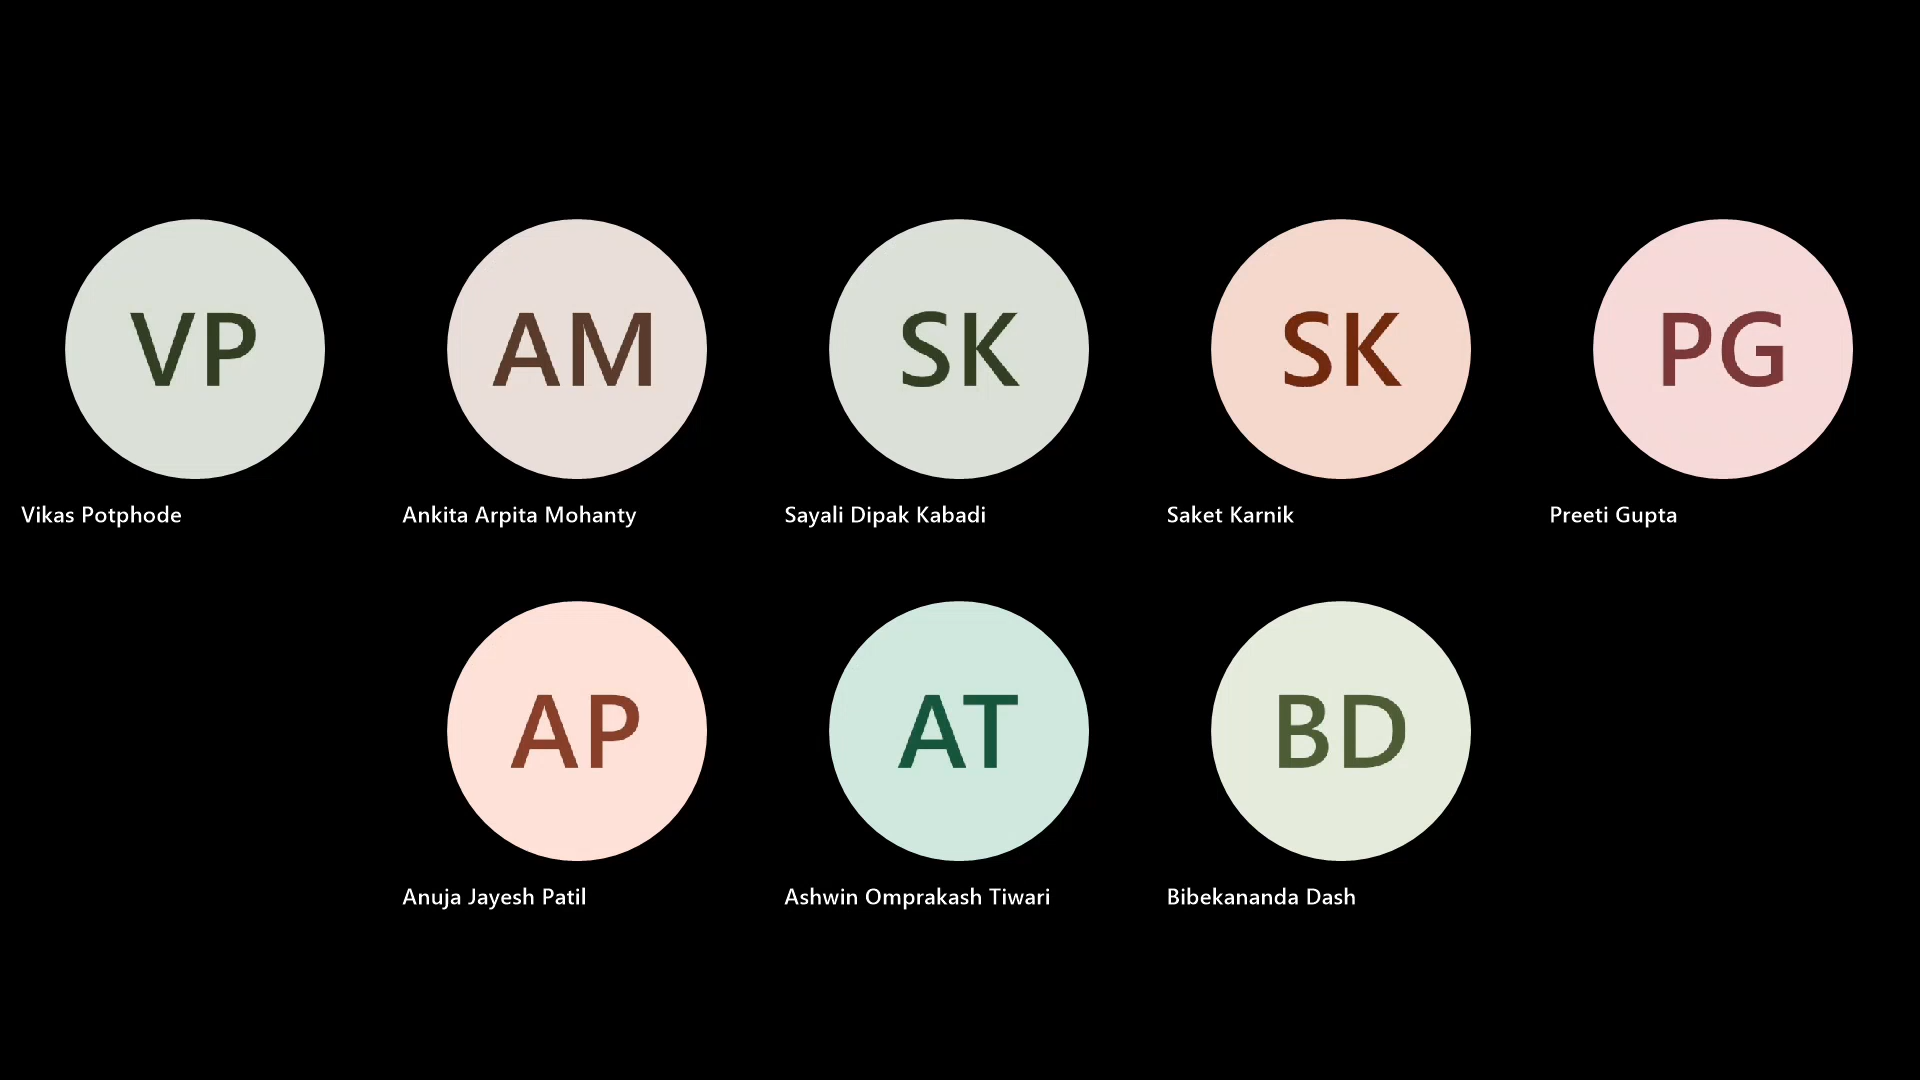 VP
AM
SK
SK
PG
Vikas Potphode
Ankita Arpita Mohanty
Sayali Dipak Kabadi
Saket Karnik
Preeti Gupta
AP
AT
BD
Anuja Jayesh Patil
Ashwin Omprakash Tiwari
Bibekananda Dash